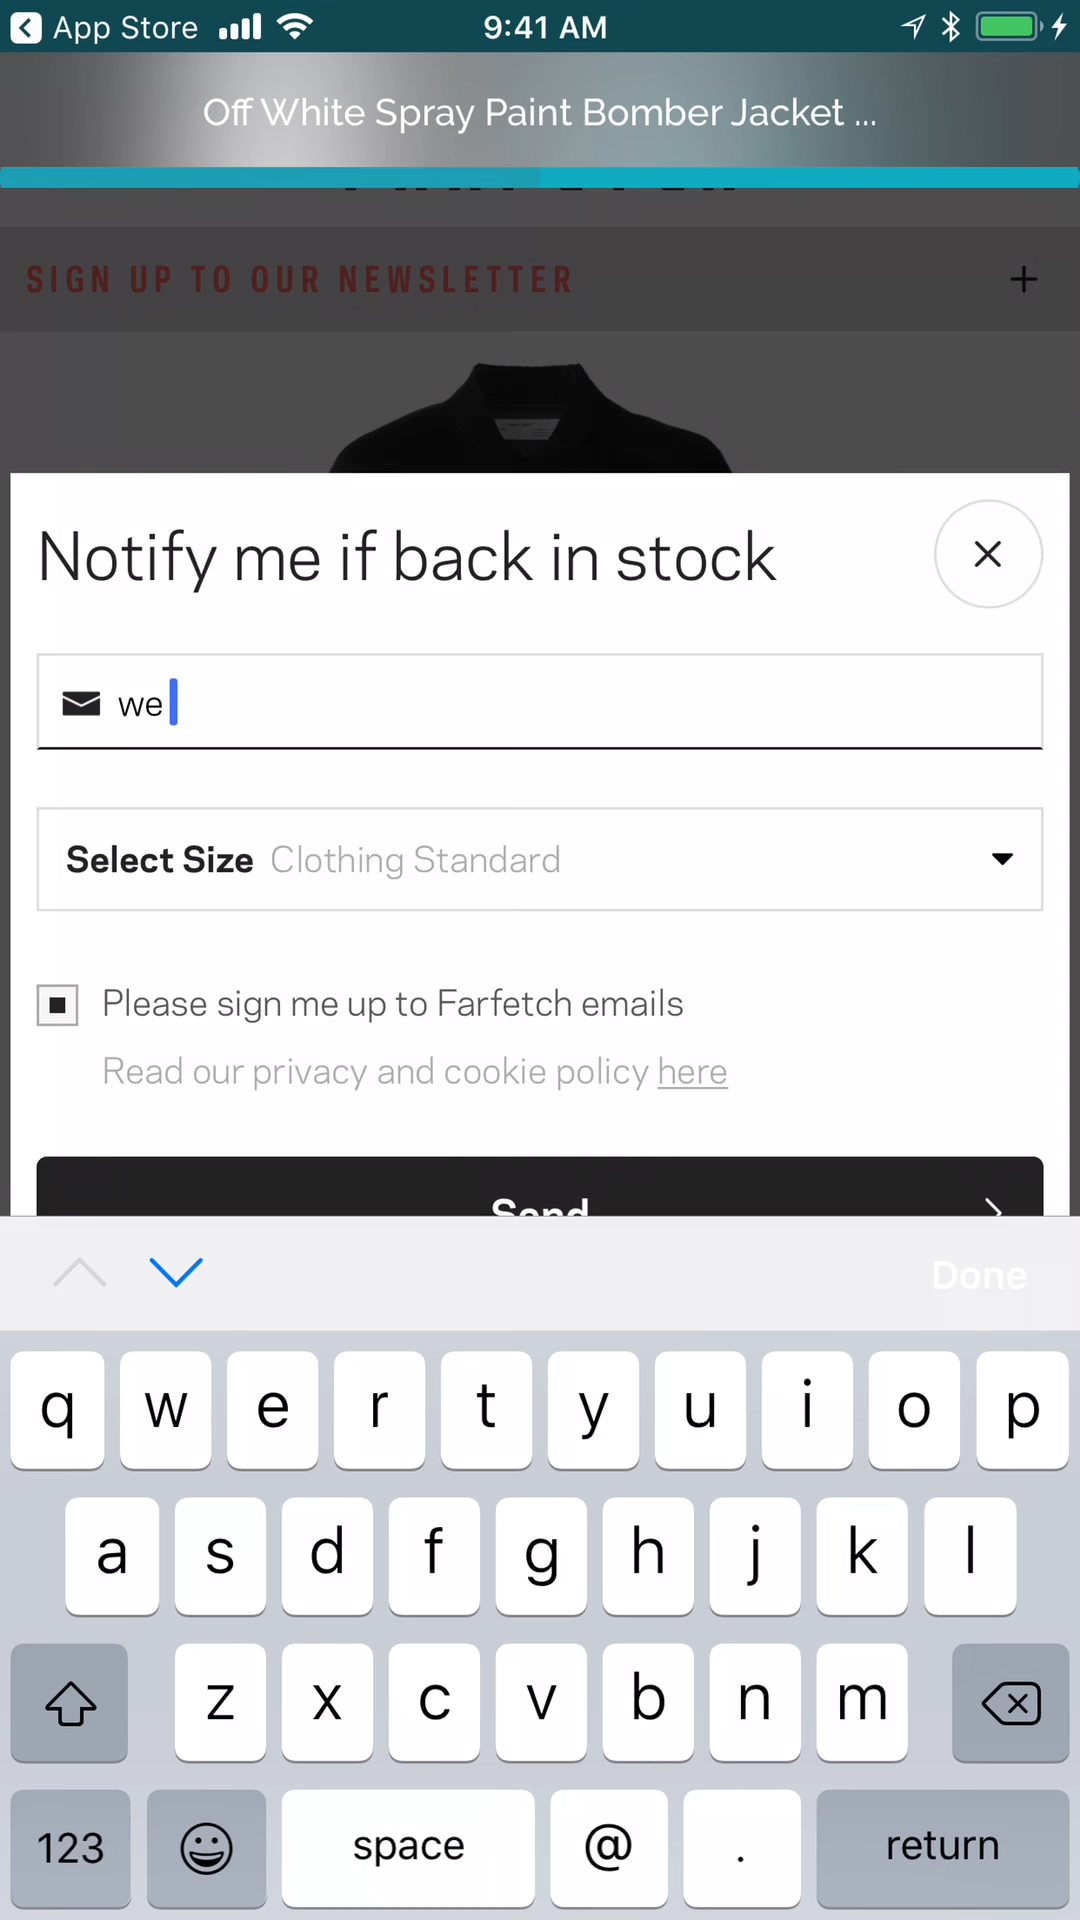 App Store
9:41 AM
Off White Spray Paint Bomber Jacket ...
SIGN UP TO OUR NEWSLETTER
+
Notify me if back in stock
we
Select Size Clothing Standard
Please sign me up to Farfetch emails
Read our privacy and cookie policy here
Send
Done
q w e r t y u i o p
a s d f g h j k l
z x c v b n m
123 space @ . return